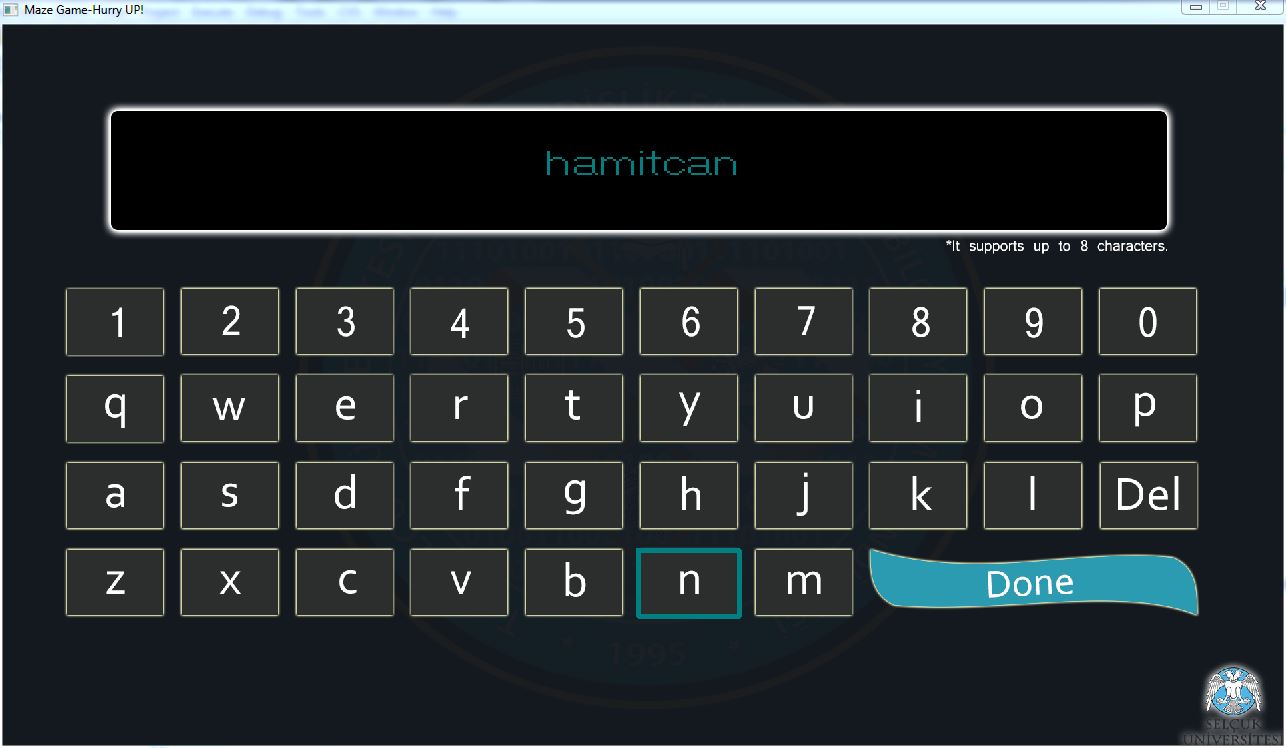 Maze Game-Hurry UP!
hamitcan
*It supports up to 8 characters.
1 2 3 4 5 6 7 8 9 0
q w e r t y u i o p
a s d f g h j k l Del
z x c v b n m Done
1995
SELÇUK
ÜNİVERSİTESİ